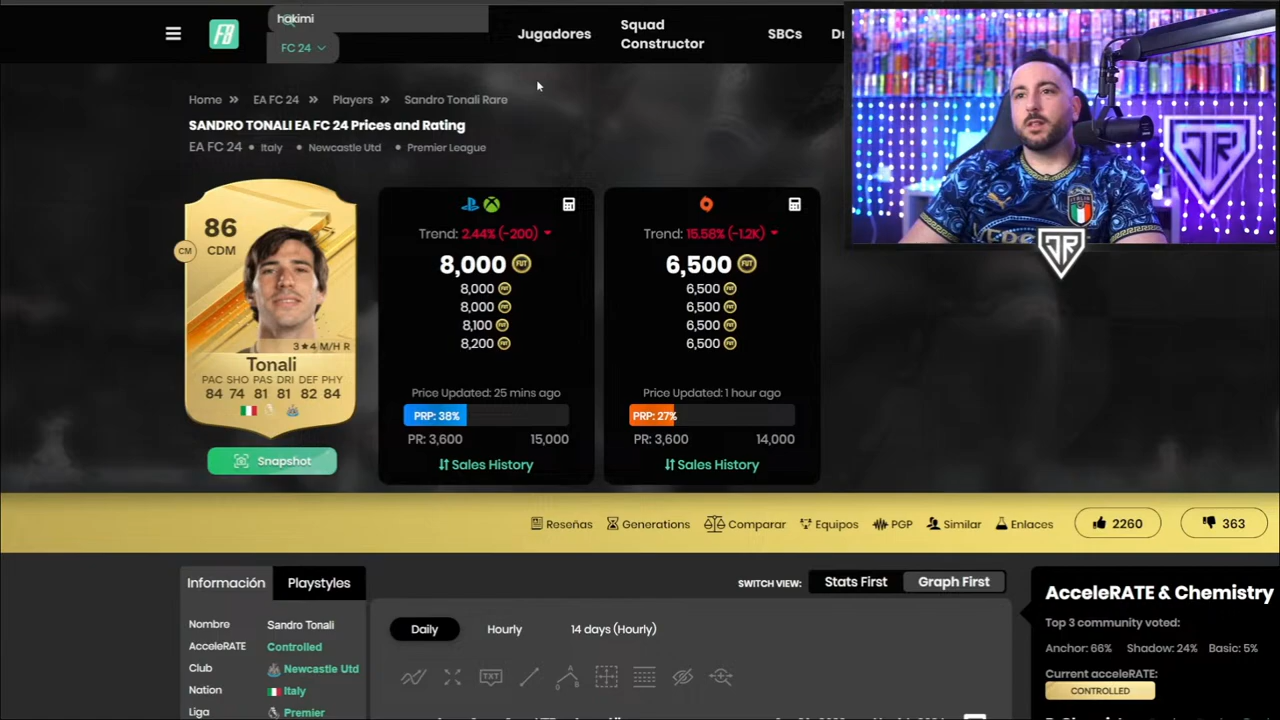 hakimi
FC 24
Jugadores
Squad
Constructor
SBCs
Dr
Home » EA FC 24 » Players » Sandro Tonali Rare
SANDRO TONALI EA FC 24 Prices and Rating
EA FC 24 • Italy • Newcastle Utd • Premier League
86
CDM
CM
3★4 M/H R
Tonali
PAC SHO PAS DRI DEF PHY
84 74 81 81 82 84
Snapshot
Trend: 2.44% (-200)
8,000
8,000
8,000
8,100
8,200
Price Updated: 25 mins ago
PRP: 38%
PR: 3,600 15,000
Sales History
Trend: 15.58% (-1.2K)
6,500
6,500
6,500
6,500
6,500
Price Updated: 1 hour ago
PRP: 27%
PR: 3,600 14,000
Sales History
ITALIA
JR
JR
Reseñas Generations Comparar Equipos PGP Similar Enlaces 2260 363
Información Playstyles
SWITCH VIEW: Stats First Graph First
Nombre Sandro Tonali
AcceleRATE Controlled
Club Newcastle Utd
Nation Italy
Liga Premier
Daily Hourly 14 days (Hourly)
TXT
AcceleRATE & Chemistry
Top 3 community voted:
Anchor: 66% Shadow: 24% Basic: 5%
Current acceleRATE:
CONTROLLED